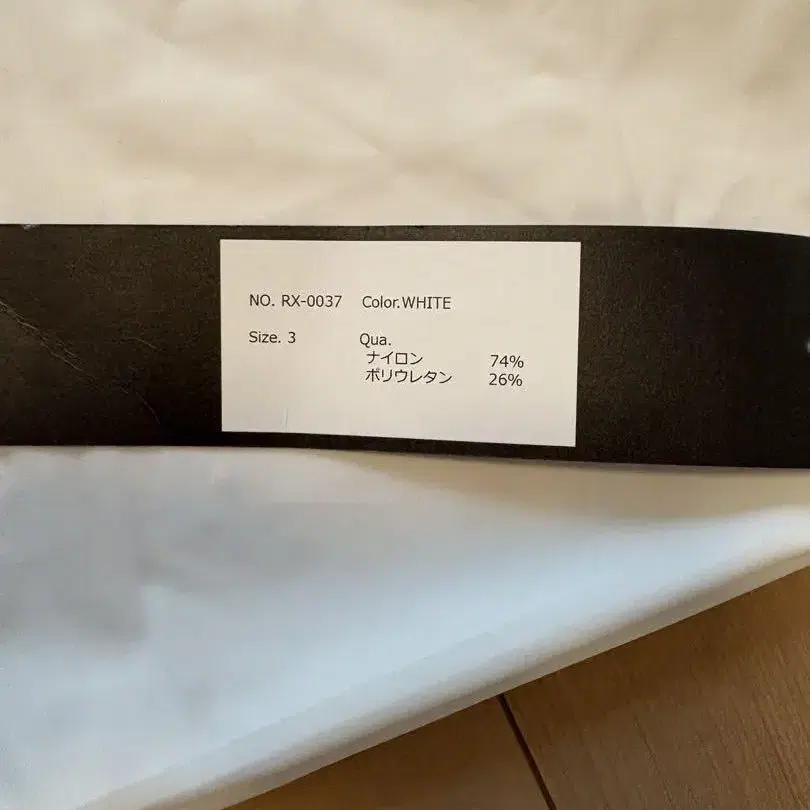 NO. RX-0037 Color.WHITE
Size. 3 Qua.
ナイロン 74%
ポリウレタン 26%